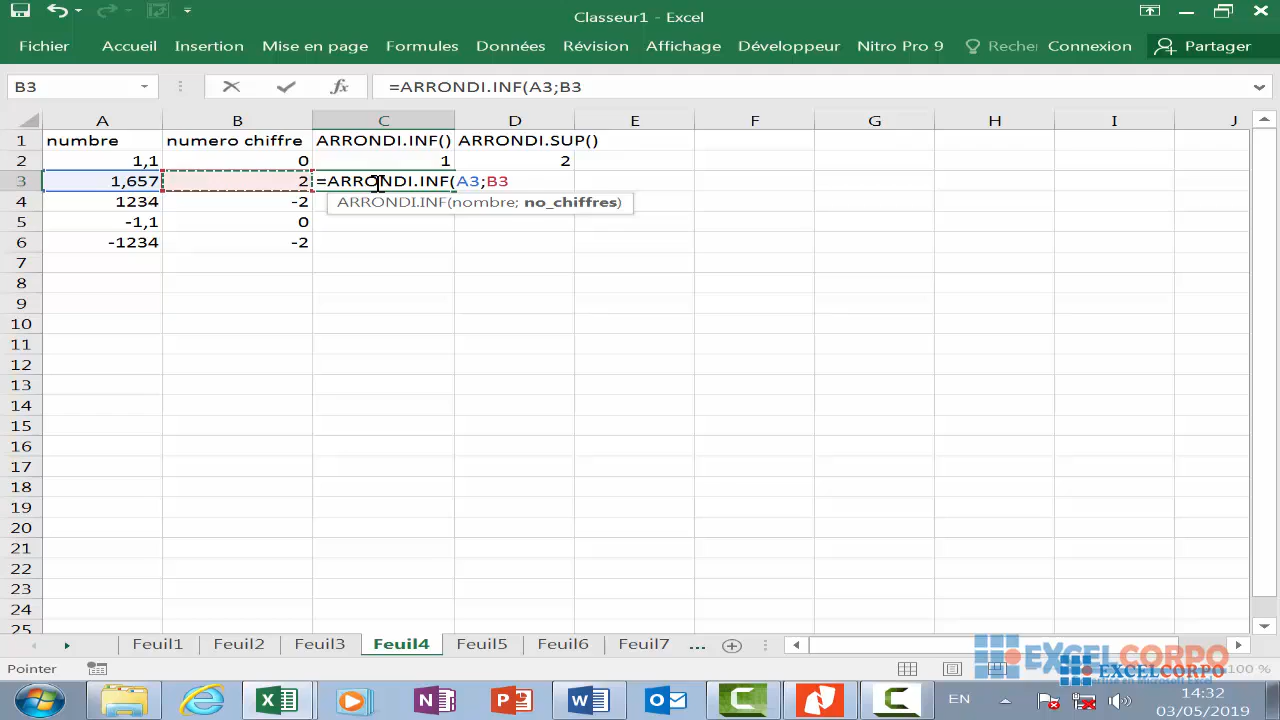 Classeur1 - Excel
Fichier Accueil Insertion Mise en page Formules Données Révision Affichage Développeur Nitro Pro 9 Recher Connexion Partager
B3 fx =ARRONDI.INF(A3;B3
A B C D E F G H I J
1 numbre numero chiffre ARRONDI.INF() ARRONDI.SUP()
2 1,1 0 1 2
3 1,657 2 =ARRONDI.INF(A3;B3
4 1234 -2 ARRONDI.INF(nombre; no_chiffres)
5 -1,1 0
6 -1234 -2
7
8
9
10
11
12
13
14
15
16
17
18
19
20
21
22
23
24
25
Feuil1 Feuil2 Feuil3 Feuil4 Feuil5 Feuil6 Feuil7 ...
EXCELCORPO
Pointer 100 %
EXCELCORPO
EN 14:32
03/05/2019